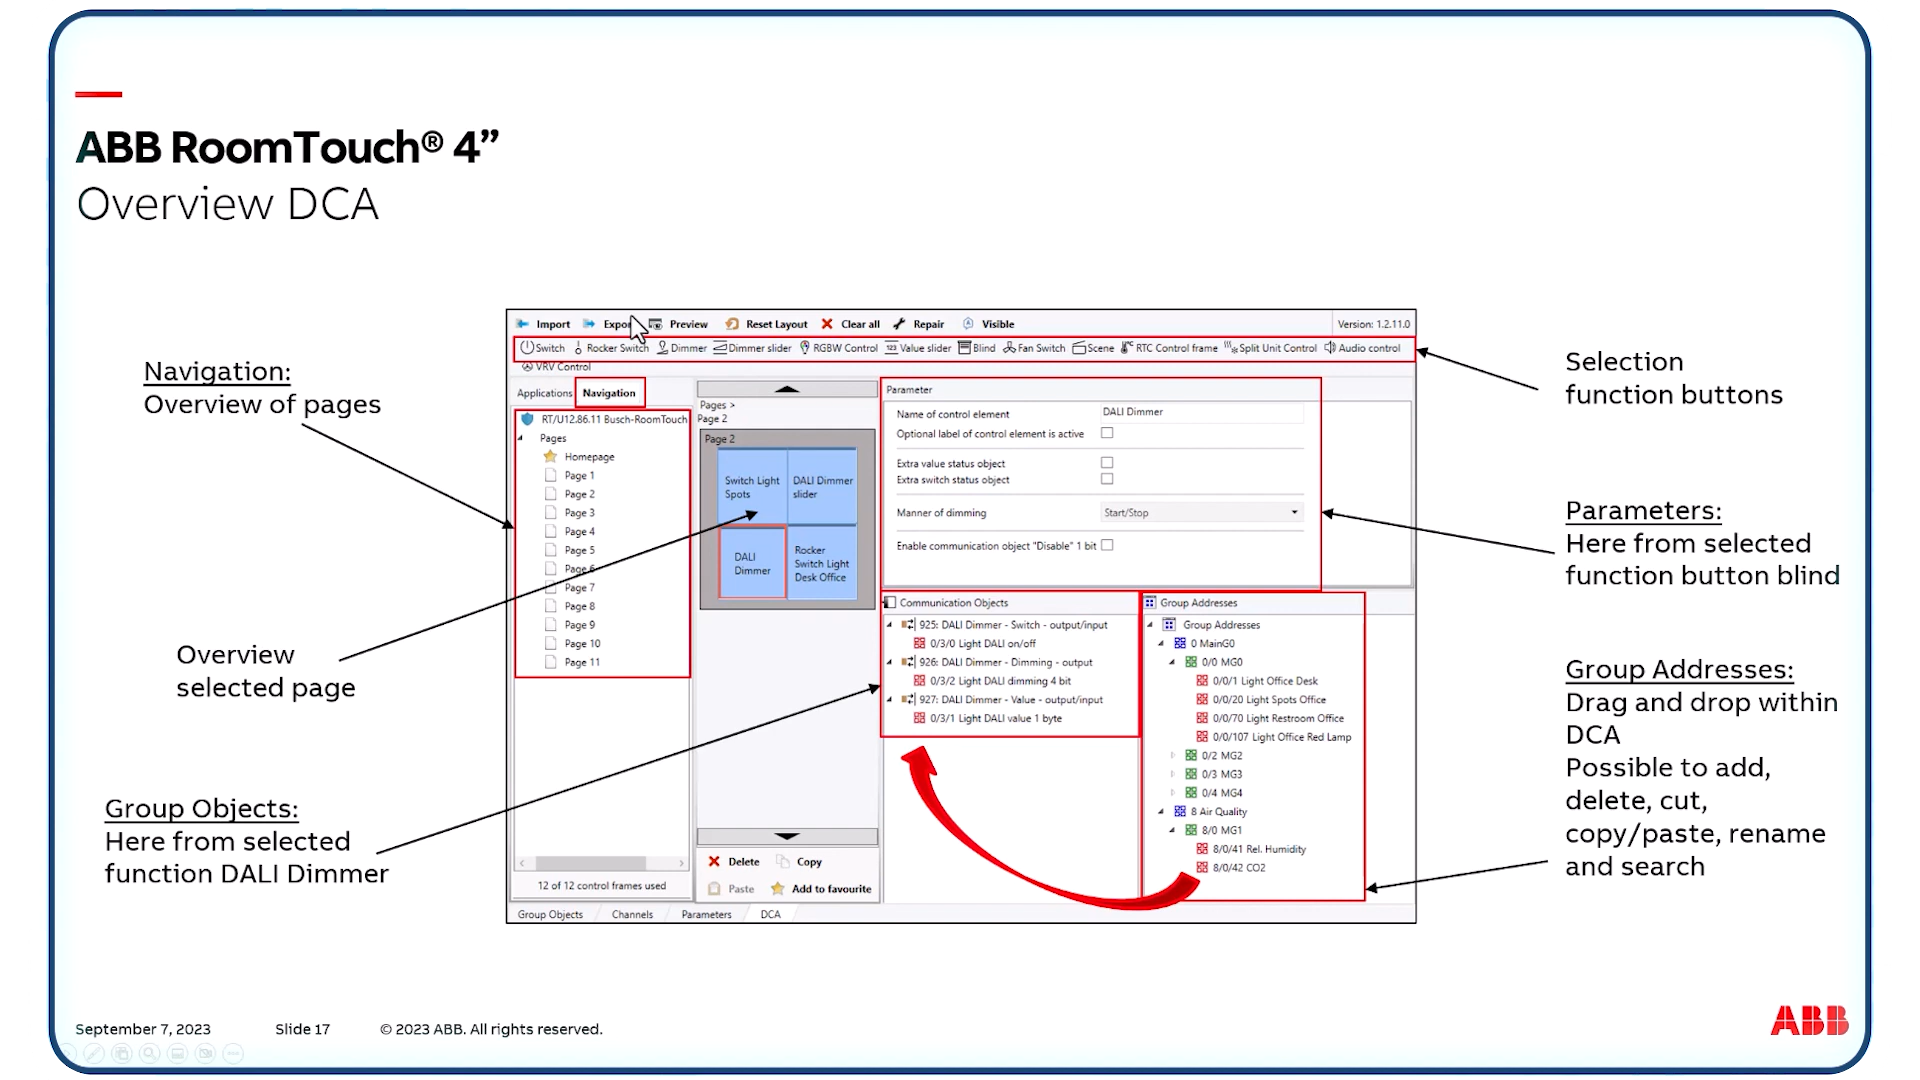 ABB RoomTouch® 4”
Overview DCA
Navigation:
Overview of pages
Overview
selected page
Group Objects:
Here from selected
function DALI Dimmer
Import Expor Preview Reset Layout Clear all Repair Visible Version: 1.2.11.0
Switch Rocker Switch Dimmer Dimmer slider RGBW Control Value slider Blind Fan Switch Scene RTC Control frame Split Unit Control Audio control
VRV Control
Applications Navigation
RT/U12.86.11 Busch-RoomTouch
Pages
Homepage
Page 1
Page 2
Page 3
Page 4
Page 5
Page 6
Page 7
Page 8
Page 9
Page 10
Page 11
12 of 12 control frames used
Pages >
Page 2
Page 2
Switch Light
Spots
DALI Dimmer
slider
DALI
Dimmer
Rocker
Switch Light
Desk Office
Delete Copy
Paste Add to favourite
Parameter
Name of control element DALI Dimmer
Optional label of control element is active
Extra value status object
Extra switch status object
Manner of dimming Start/Stop
Enable communication object "Disable" 1 bit
Communication Objects
925: DALI Dimmer - Switch - output/input
0/3/0 Light DALI on/off
926: DALI Dimmer - Dimming - output
0/3/2 Light DALI dimming 4 bit
927: DALI Dimmer - Value - output/input
0/3/1 Light DALI value 1 byte
Group Addresses
Group Addresses
0 MainG0
0/0 MG0
0/0/1 Light Office Desk
0/0/20 Light Spots Office
0/0/70 Light Restroom Office
0/0/107 Light Office Red Lamp
0/2 MG2
0/3 MG3
0/4 MG4
8 Air Quality
8/0 MG1
8/0/41 Rel. Humidity
8/0/42 CO2
Group Objects Channels Parameters DCA
Selection
function buttons
Parameters:
Here from selected
function button blind
Group Addresses:
Drag and drop within
DCA
Possible to add,
delete, cut,
copy/paste, rename
and search
September 7, 2023 Slide 17 © 2023 ABB. All rights reserved.
ABB